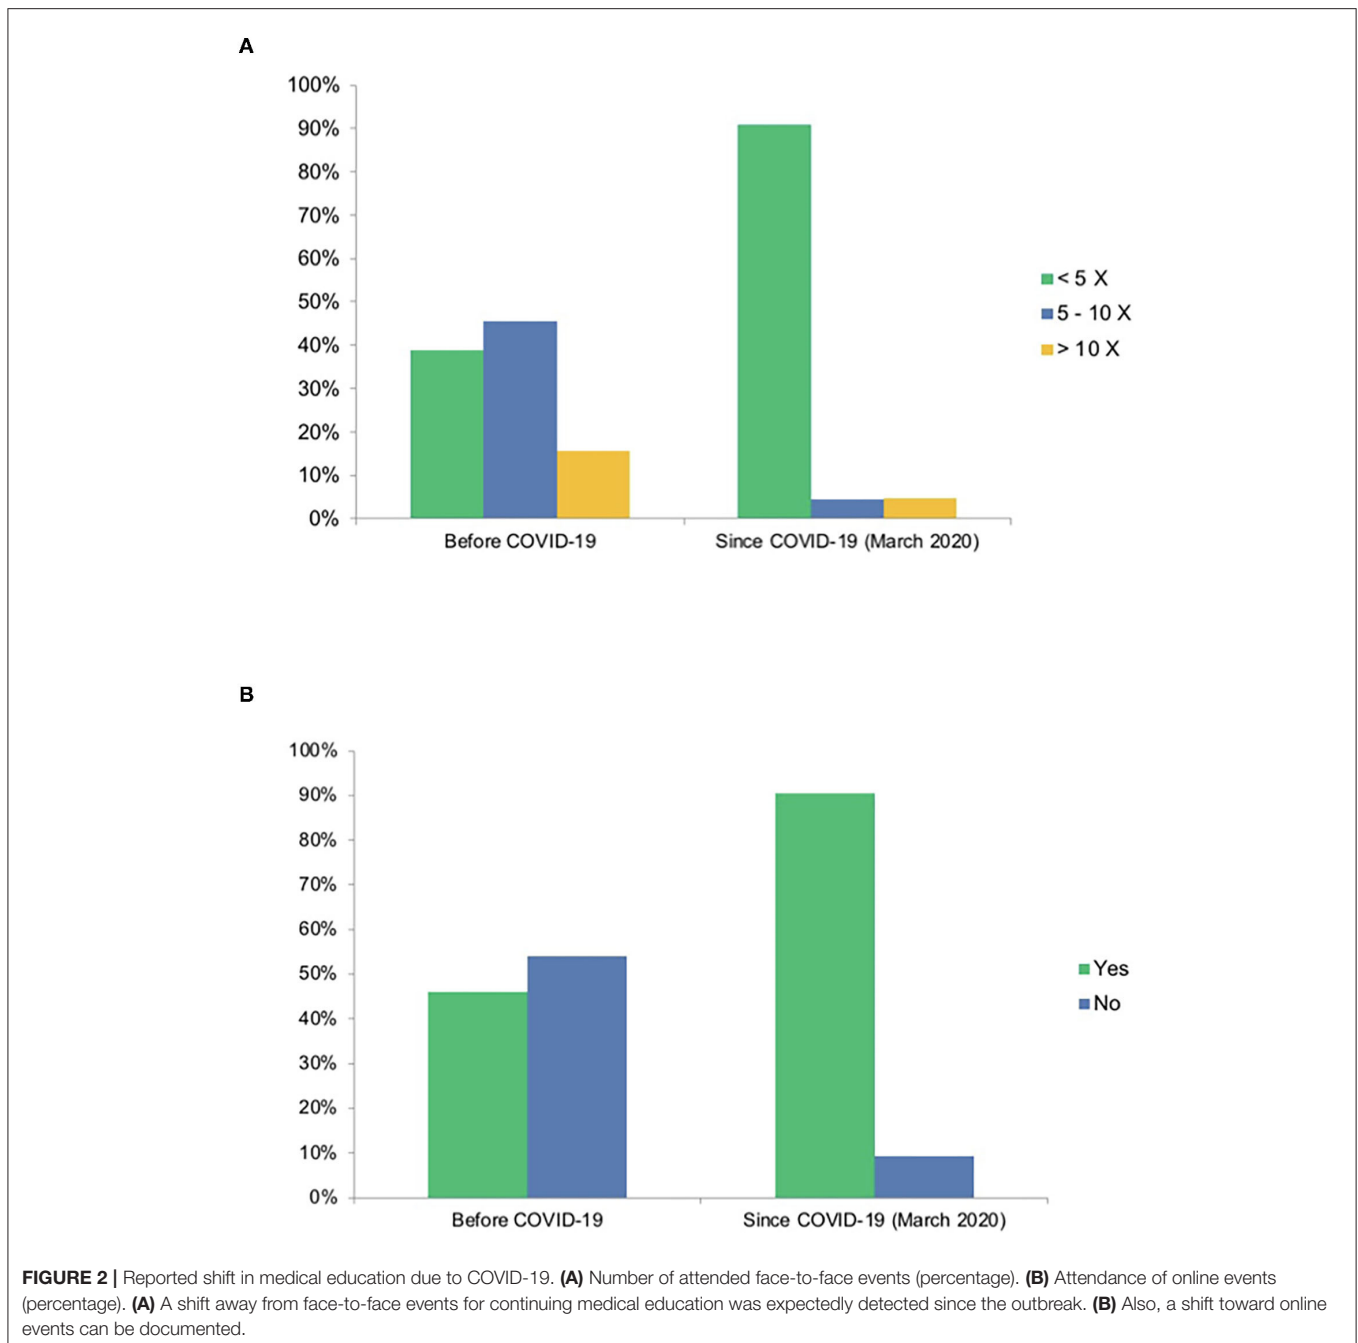 A
100%
90%
80%
70%
60%
50%
40%
30%
20%
10%
0%
Before COVID-19
Since COVID-19 (March 2020)
< 5 X
5 - 10 X
> 10 X
B
100%
90%
80%
70%
60%
50%
40%
30%
20%
10%
0%
Before COVID-19
Since COVID-19 (March 2020)
Yes
No
FIGURE 2 | Reported shift in medical education due to COVID-19. (A) Number of attended face-to-face events (percentage). (B) Attendance of online events
(percentage). (A) A shift away from face-to-face events for continuing medical education was expectedly detected since the outbreak. (B) Also, a shift toward online
events can be documented.